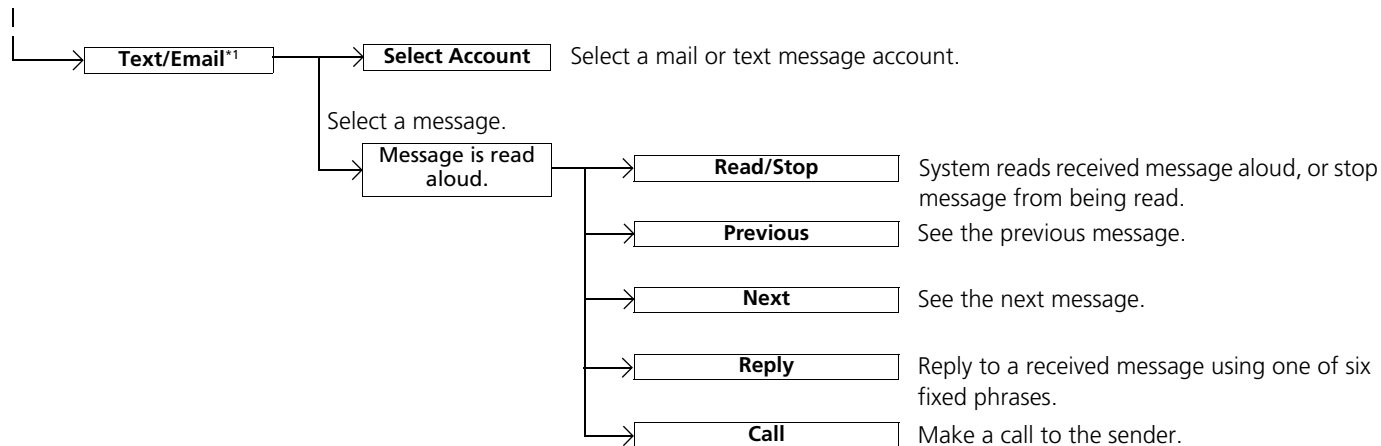 Text/Email*1
Select Account
Select a mail or text message account.
Select a message.
Message is read
aloud.
Read/Stop
System reads received message aloud, or stop
message from being read.
Previous
See the previous message.
Next
See the next message.
Reply
Reply to a received message using one of six
fixed phrases.
Call
Make a call to the sender.